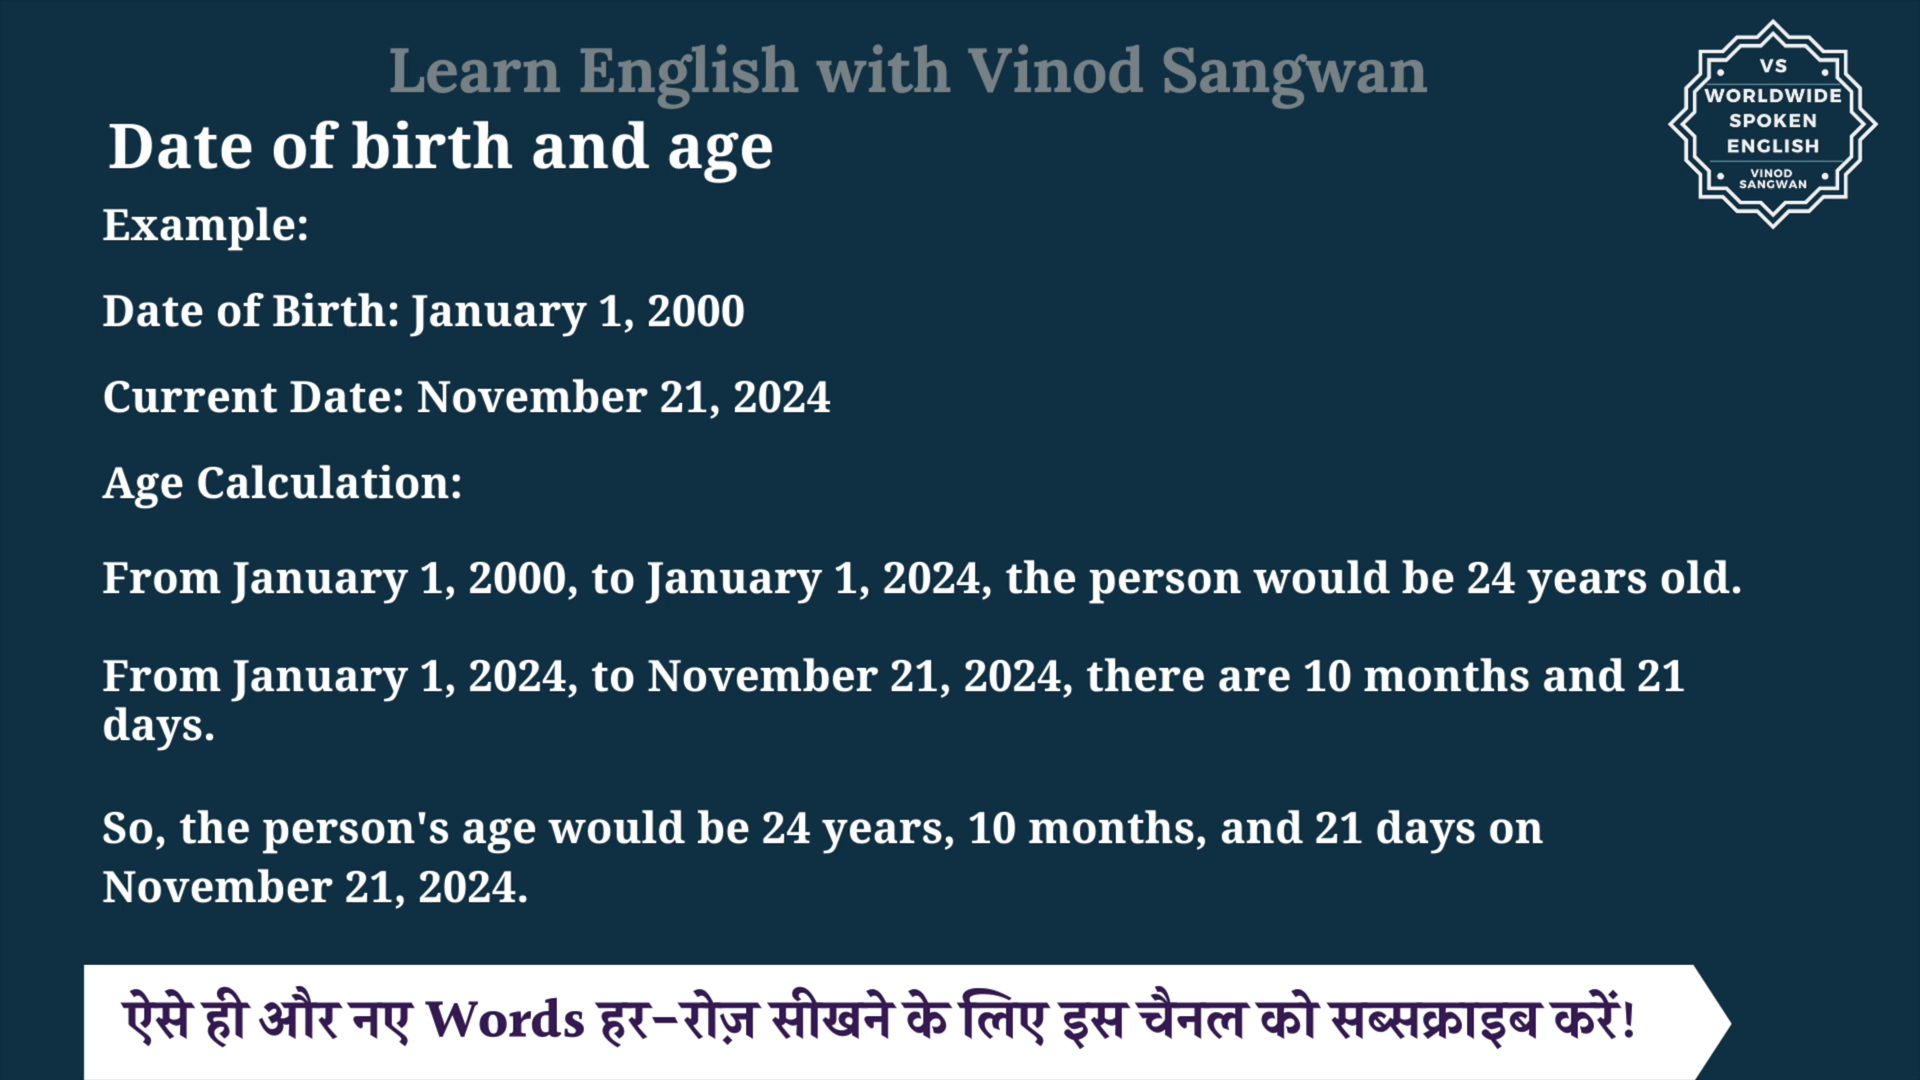 Learn English with Vinod Sangwan
VS
WORLDWIDE
SPOKEN
ENGLISH
VINOD
SANGWAN
Date of birth and age
Example:
Date of Birth: January 1, 2000
Current Date: November 21, 2024
Age Calculation:
From January 1, 2000, to January 1, 2024, the person would be 24 years old.
From January 1, 2024, to November 21, 2024, there are 10 months and 21
days.
So, the person's age would be 24 years, 10 months, and 21 days on
November 21, 2024.
ऐसे ही और नए Words हर-रोज़ सीखने के लिए इस चैनल को सब्सक्राइब करें!